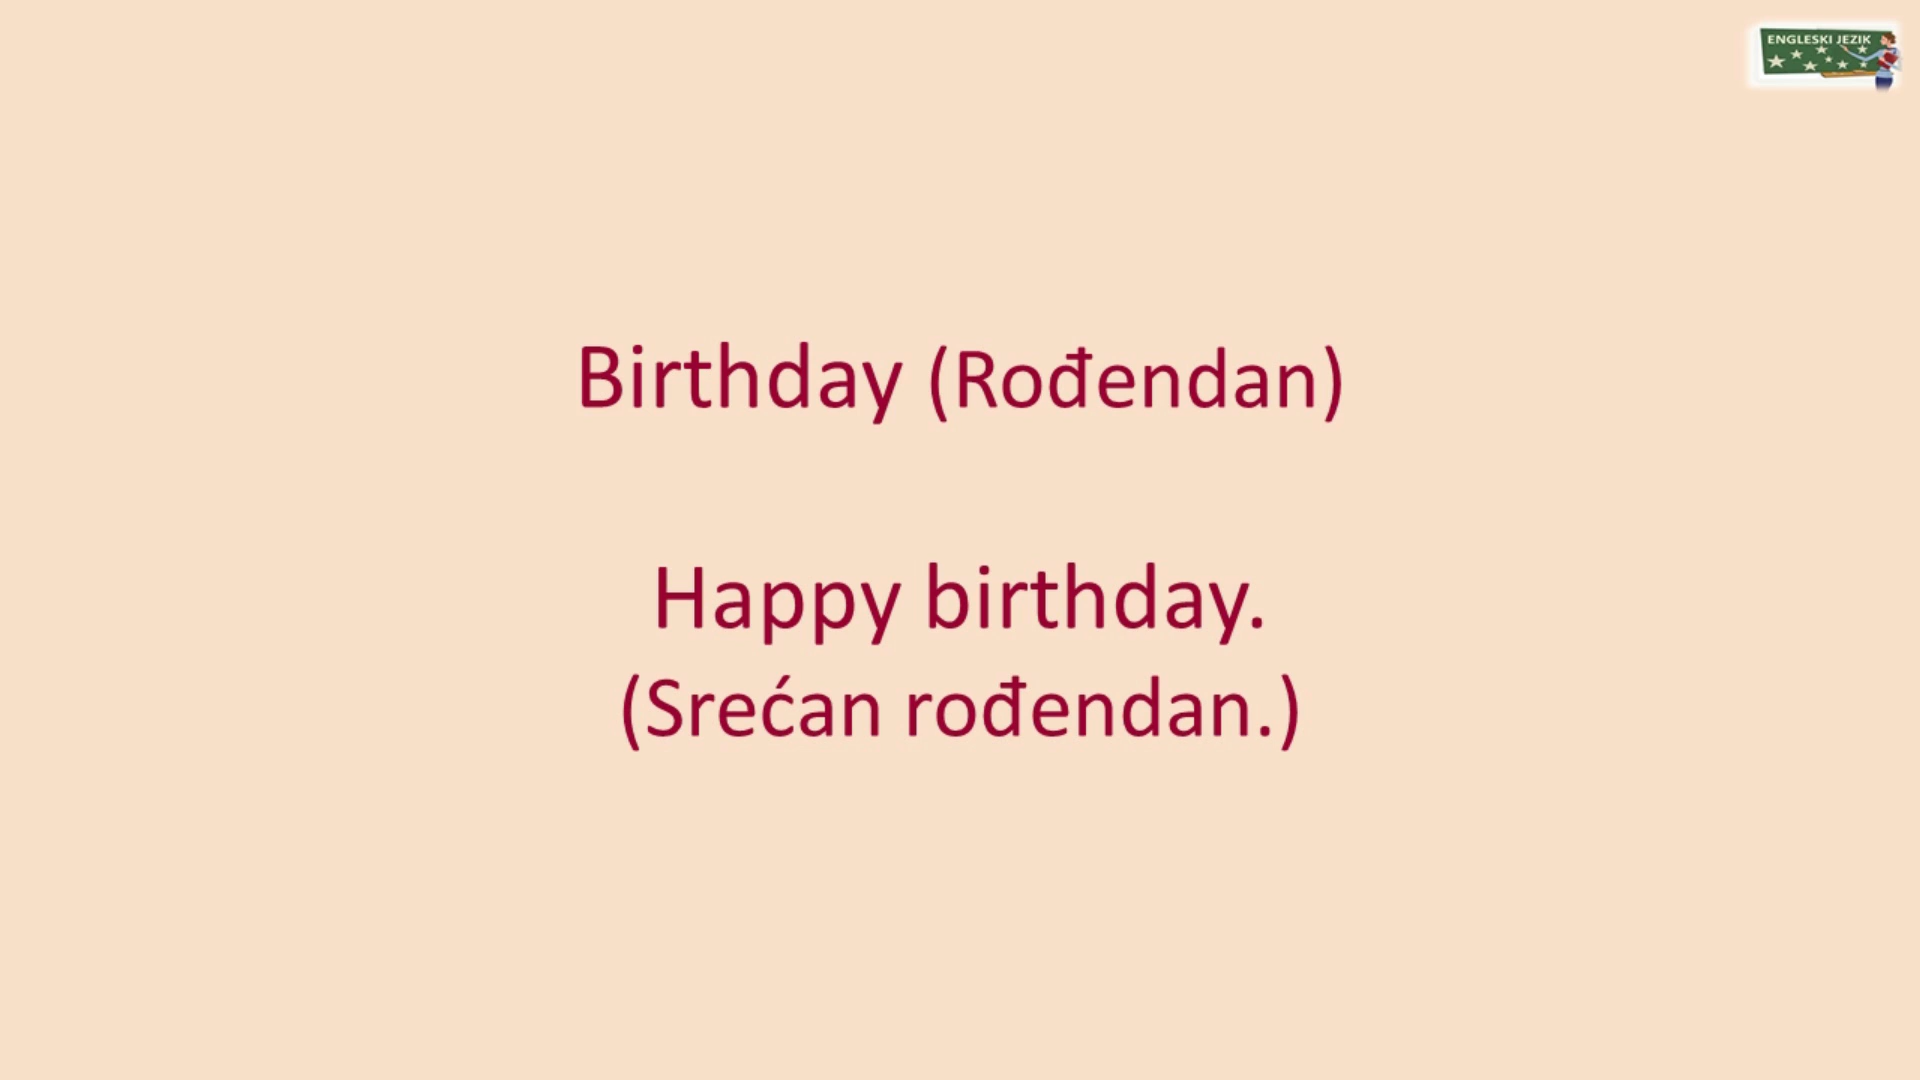 ENGLESKI JEZIK
Birthday (Rođendan)
Happy birthday.
(Srećan rođendan.)